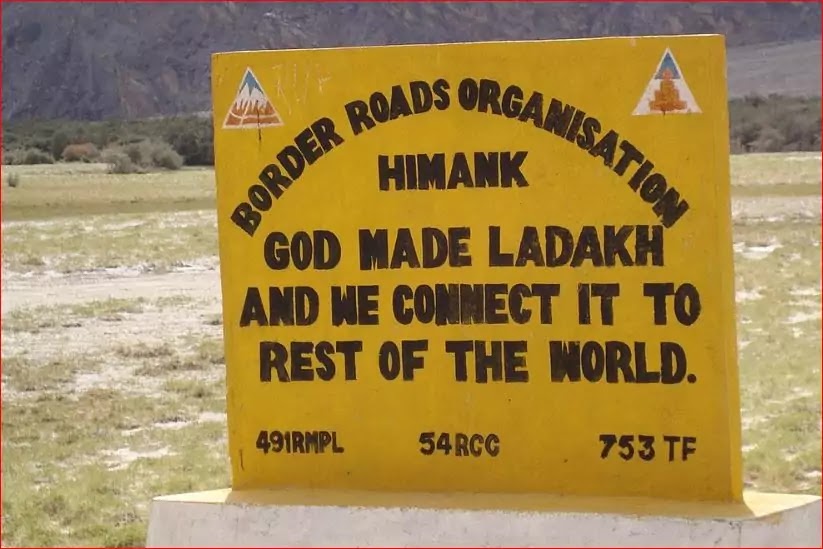 BORDER ROADS ORGANISATION
HIMANK
GOD MADE LADAKH
AND WE CONNECT IT TO
REST OF THE WORLD.
491RMPL 54RCC 753 TF